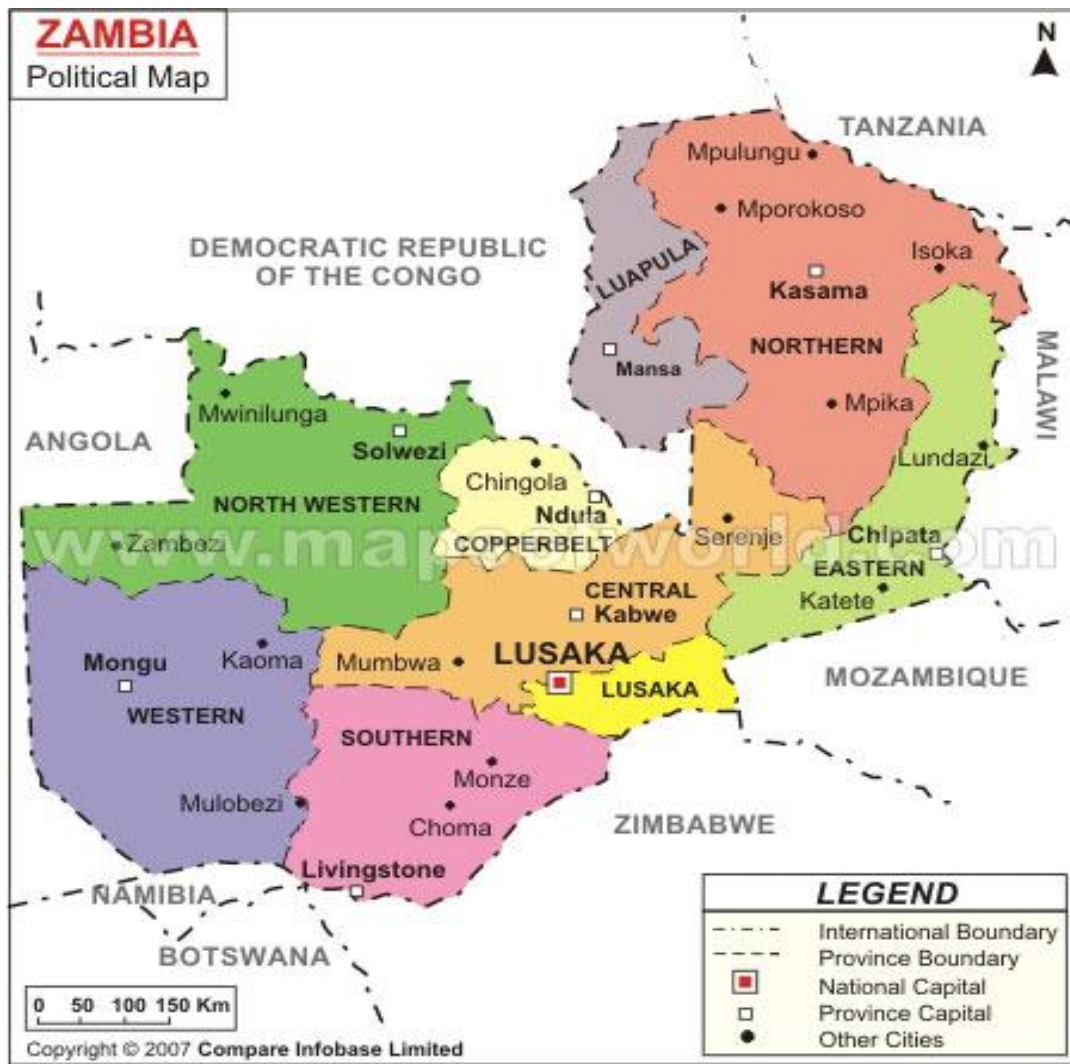 ZAMBIA
Political Map
N
TANZANIA
Mpulungu
Mporokoso
DEMOCRATIC REPUBLIC
OF THE CONGO
LUAPULA
Isoka
Kasama
NORTHERN
MALAWI
Mansa
Mwinilunga
Mpika
ANGOLA
Solwezi
Lundazi
Chingola
NORTH WESTERN
Ndula
Serenje
Chipata
Zambezi
COPPERBELT
www.mapsofworld.com
EASTERN
CENTRAL
Katete
Kabwe
Mongu
Kaoma
Mumbwa
LUSAKA
LUSAKA
MOZAMBIQUE
WESTERN
SOUTHERN
Monze
Mulobezi
Choma
ZIMBABWE
Livingstone
NAMIBIA
BOTSWANA
LEGEND
International Boundary
Province Boundary
National Capital
Province Capital
Other Cities
0 50 100 150 Km
Copyright © 2007 Compare Infobase Limited